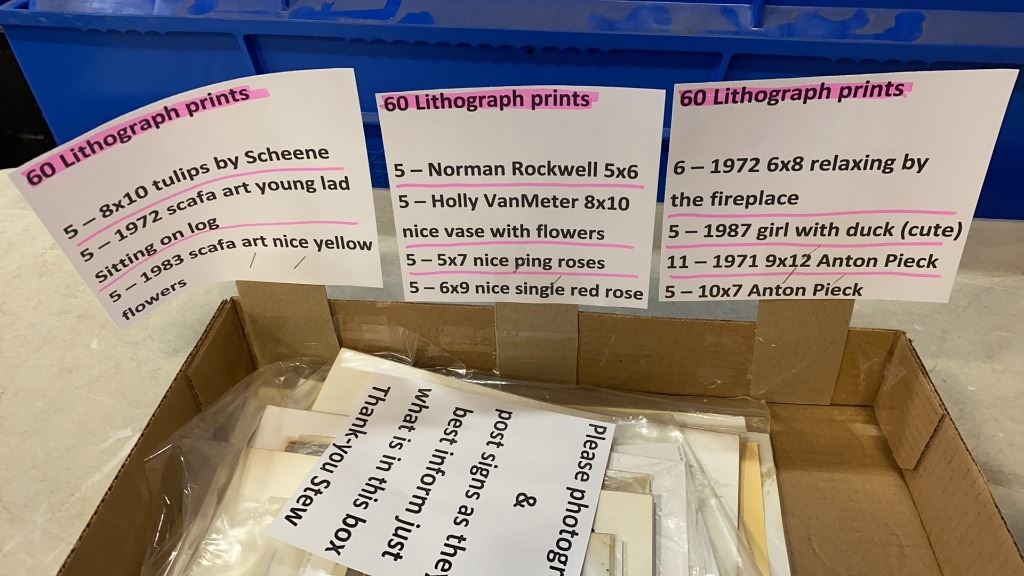 60 Lithograph prints
5 – 8x10 tulips by Scheene
5 – 1972 scafa art young lad
Sitting on log
5 – 1983 scafa art nice yellow
flowers
60 Lithograph prints
5 – Norman Rockwell 5x6
5 – Holly VanMeter 8x10
nice vase with flowers
5 – 5x7 nice ping roses
5 – 6x9 nice single red rose
60 Lithograph prints
6 – 1972 6x8 relaxing by
the fireplace
5 – 1987 girl with duck (cute)
11 – 1971 9x12 Anton Pieck
5 – 10x7 Anton Pieck
please photogr
&
post signs as they
best inform just
what is in this box
Thank-you Stew